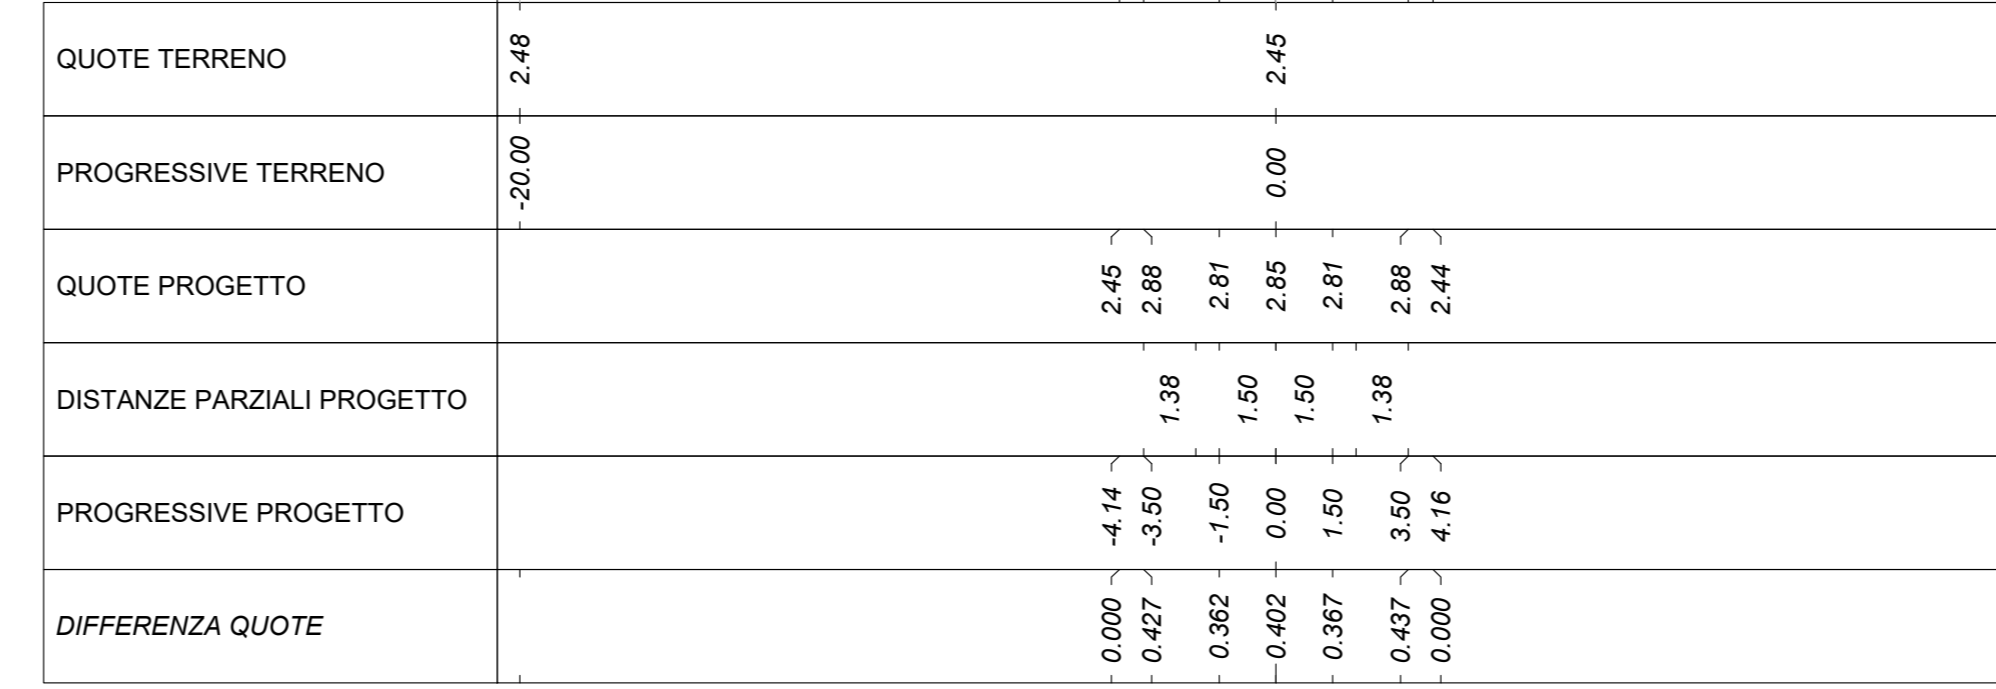 QUOTE TERRENO 2.48 2.45
PROGRESSIVE TERRENO -20.00 0.00
QUOTE PROGETTO 2.45 2.88 2.81 2.85 2.81 2.88 2.44
DISTANZE PARZIALI PROGETTO 1.38 1.50 1.50 1.38
PROGRESSIVE PROGETTO -4.14 -3.50 -1.50 0.00 1.50 3.50 4.16
DIFFERENZA QUOTE 0.000 0.427 0.362 0.402 0.367 0.437 0.000